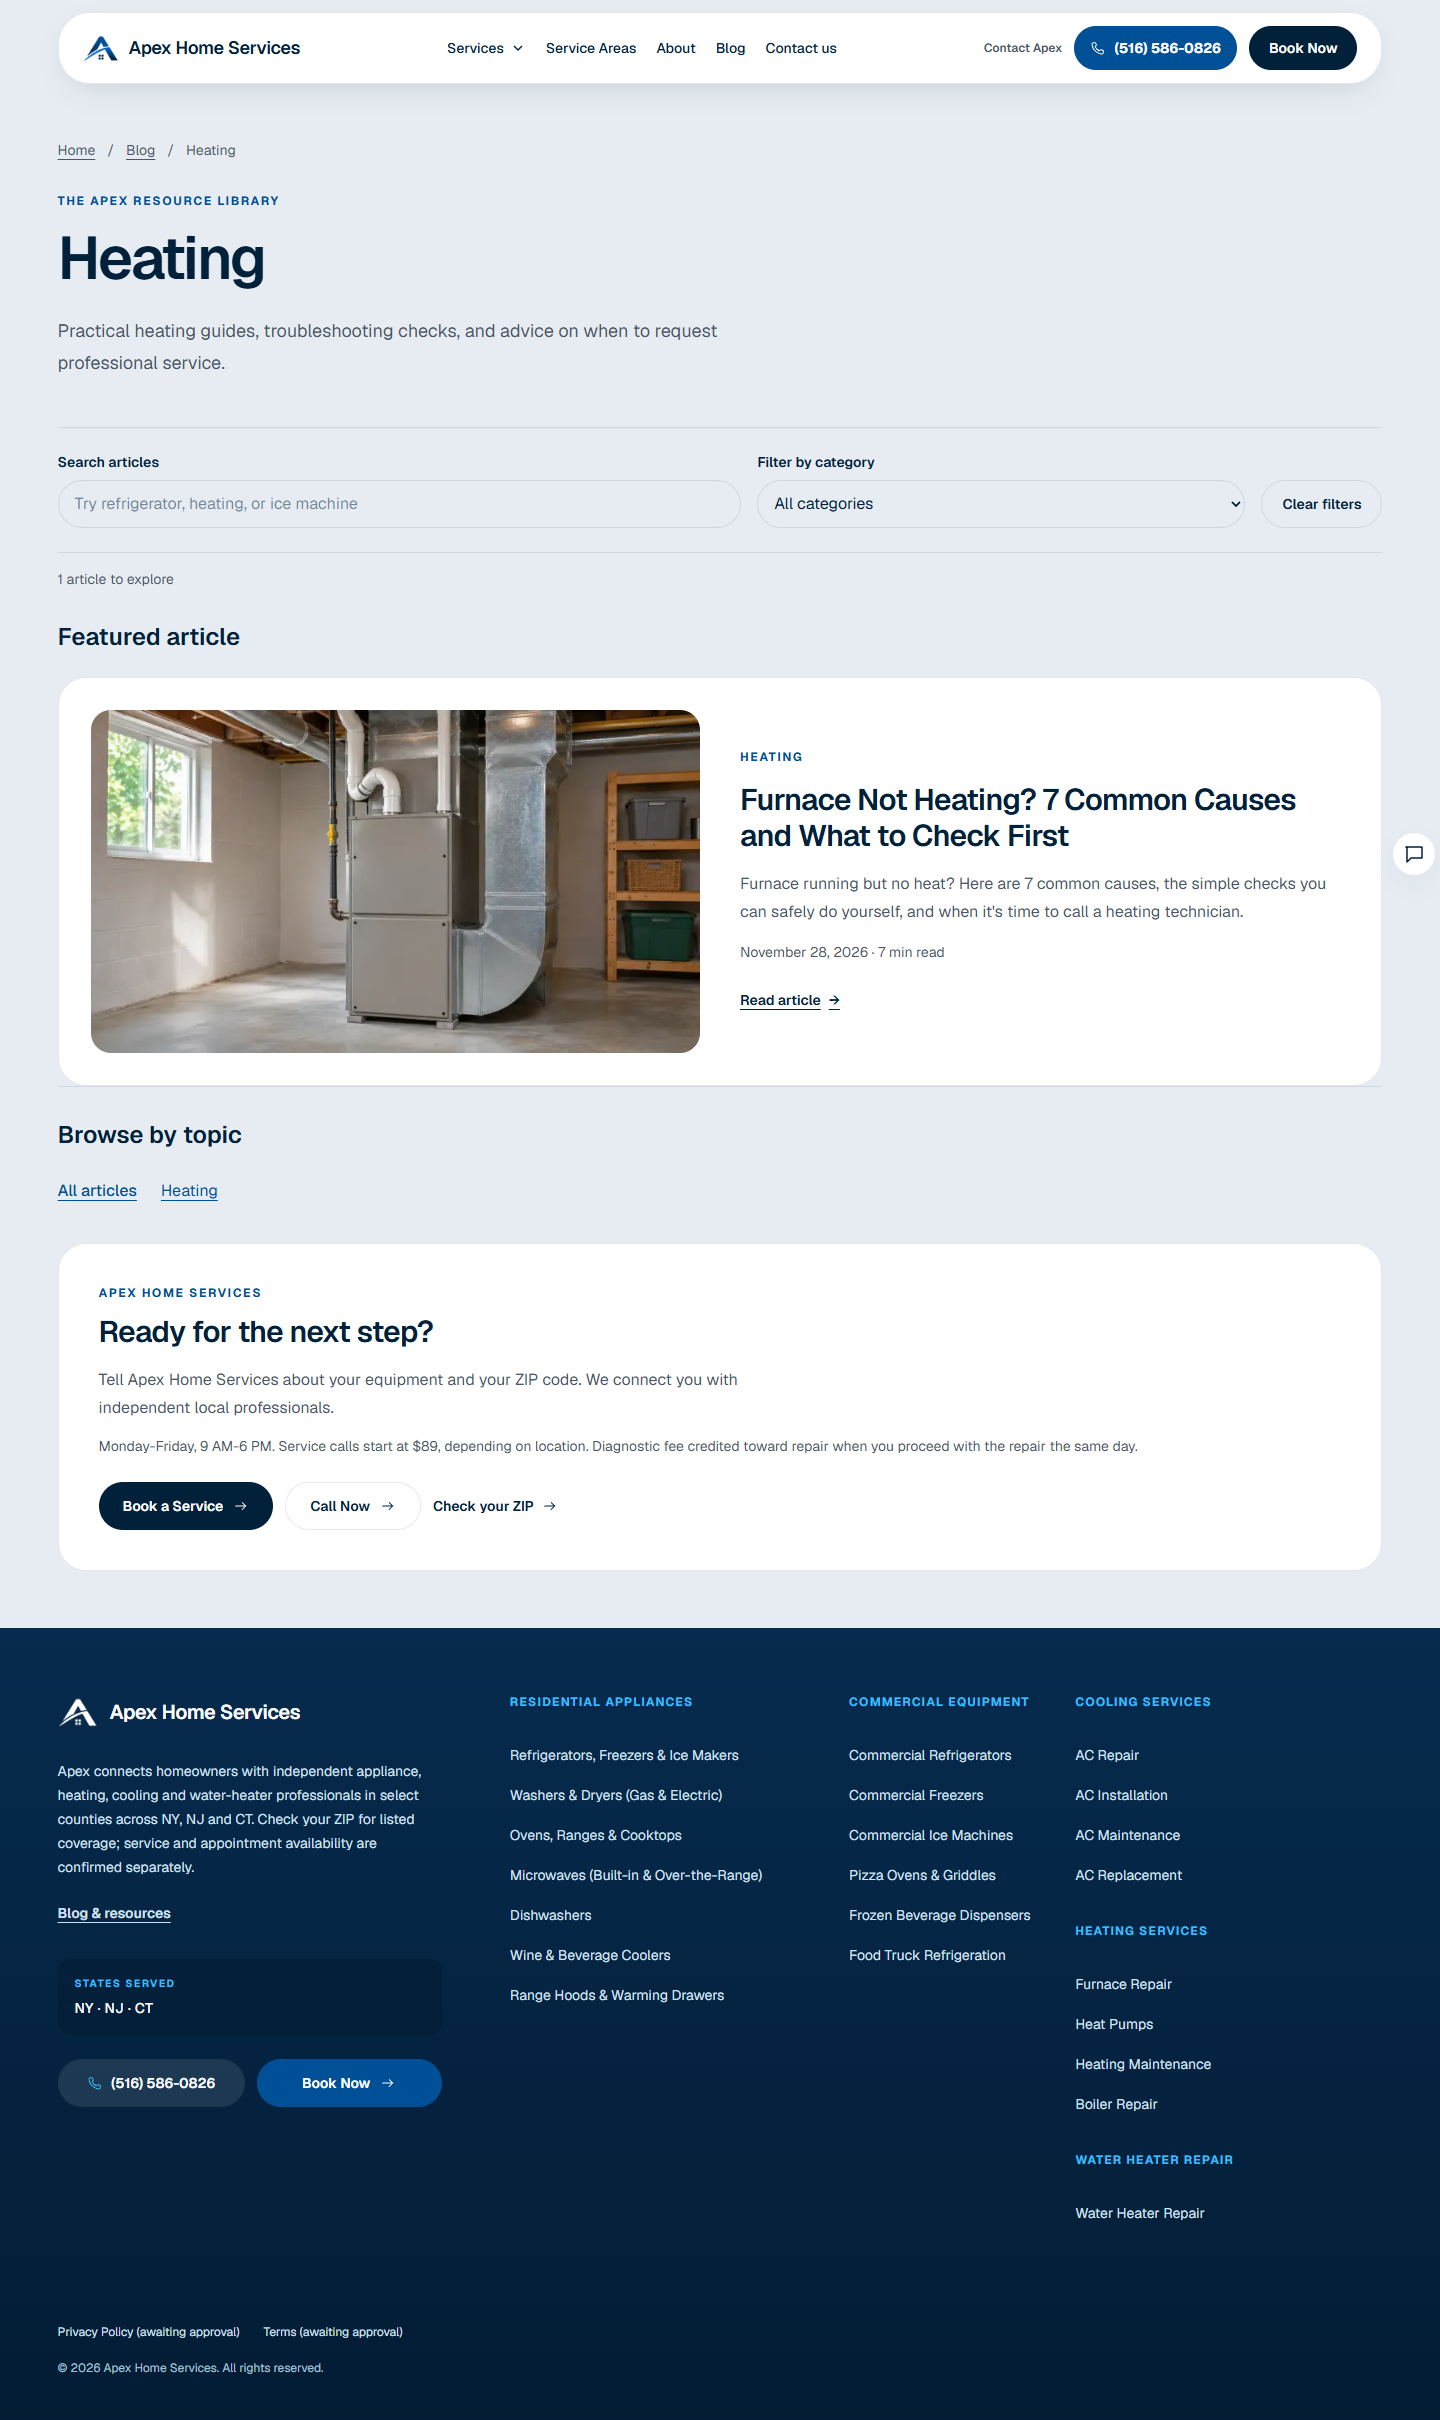 Apex Home Services
Services
Service Areas
About
Blog
Contact us
Contact Apex
(516) 586-0826
Book Now
Home / Blog / Heating
THE APEX RESOURCE LIBRARY
Heating
Practical heating guides, troubleshooting checks, and advice on when to request
professional service.
Search articles
Try refrigerator, heating, or ice machine
Filter by category
All categories
Clear filters
1 article to explore
Featured article
HEATING
Furnace Not Heating? 7 Common Causes
and What to Check First
Furnace running but no heat? Here are 7 common causes, the simple checks you
can safely do yourself, and when it's time to call a heating technician.
November 28, 2026 · 7 min read
Read article →
Browse by topic
All articles
Heating
APEX HOME SERVICES
Ready for the next step?
Tell Apex Home Services about your equipment and your ZIP code. We connect you with
independent local professionals.
Monday-Friday, 9 AM-6 PM. Service calls start at $89, depending on location. Diagnostic fee credited toward repair when you proceed with the repair the same day.
Book a Service →
Call Now →
Check your ZIP →
Apex Home Services
Apex connects homeowners with independent appliance,
heating, cooling and water-heater professionals in select
counties across NY, NJ and CT. Check your ZIP for listed
coverage; service and appointment availability are
confirmed separately.
Blog & resources
STATES SERVED
NY · NJ · CT
(516) 586-0826
Book Now →
RESIDENTIAL APPLIANCES
Refrigerators, Freezers & Ice Makers
Washers & Dryers (Gas & Electric)
Ovens, Ranges & Cooktops
Microwaves (Built-in & Over-the-Range)
Dishwashers
Wine & Beverage Coolers
Range Hoods & Warming Drawers
COMMERCIAL EQUIPMENT
Commercial Refrigerators
Commercial Freezers
Commercial Ice Machines
Pizza Ovens & Griddles
Frozen Beverage Dispensers
Food Truck Refrigeration
COOLING SERVICES
AC Repair
AC Installation
AC Maintenance
AC Replacement
HEATING SERVICES
Furnace Repair
Heat Pumps
Heating Maintenance
Boiler Repair
WATER HEATER REPAIR
Water Heater Repair
Privacy Policy (awaiting approval)
Terms (awaiting approval)
© 2026 Apex Home Services. All rights reserved.